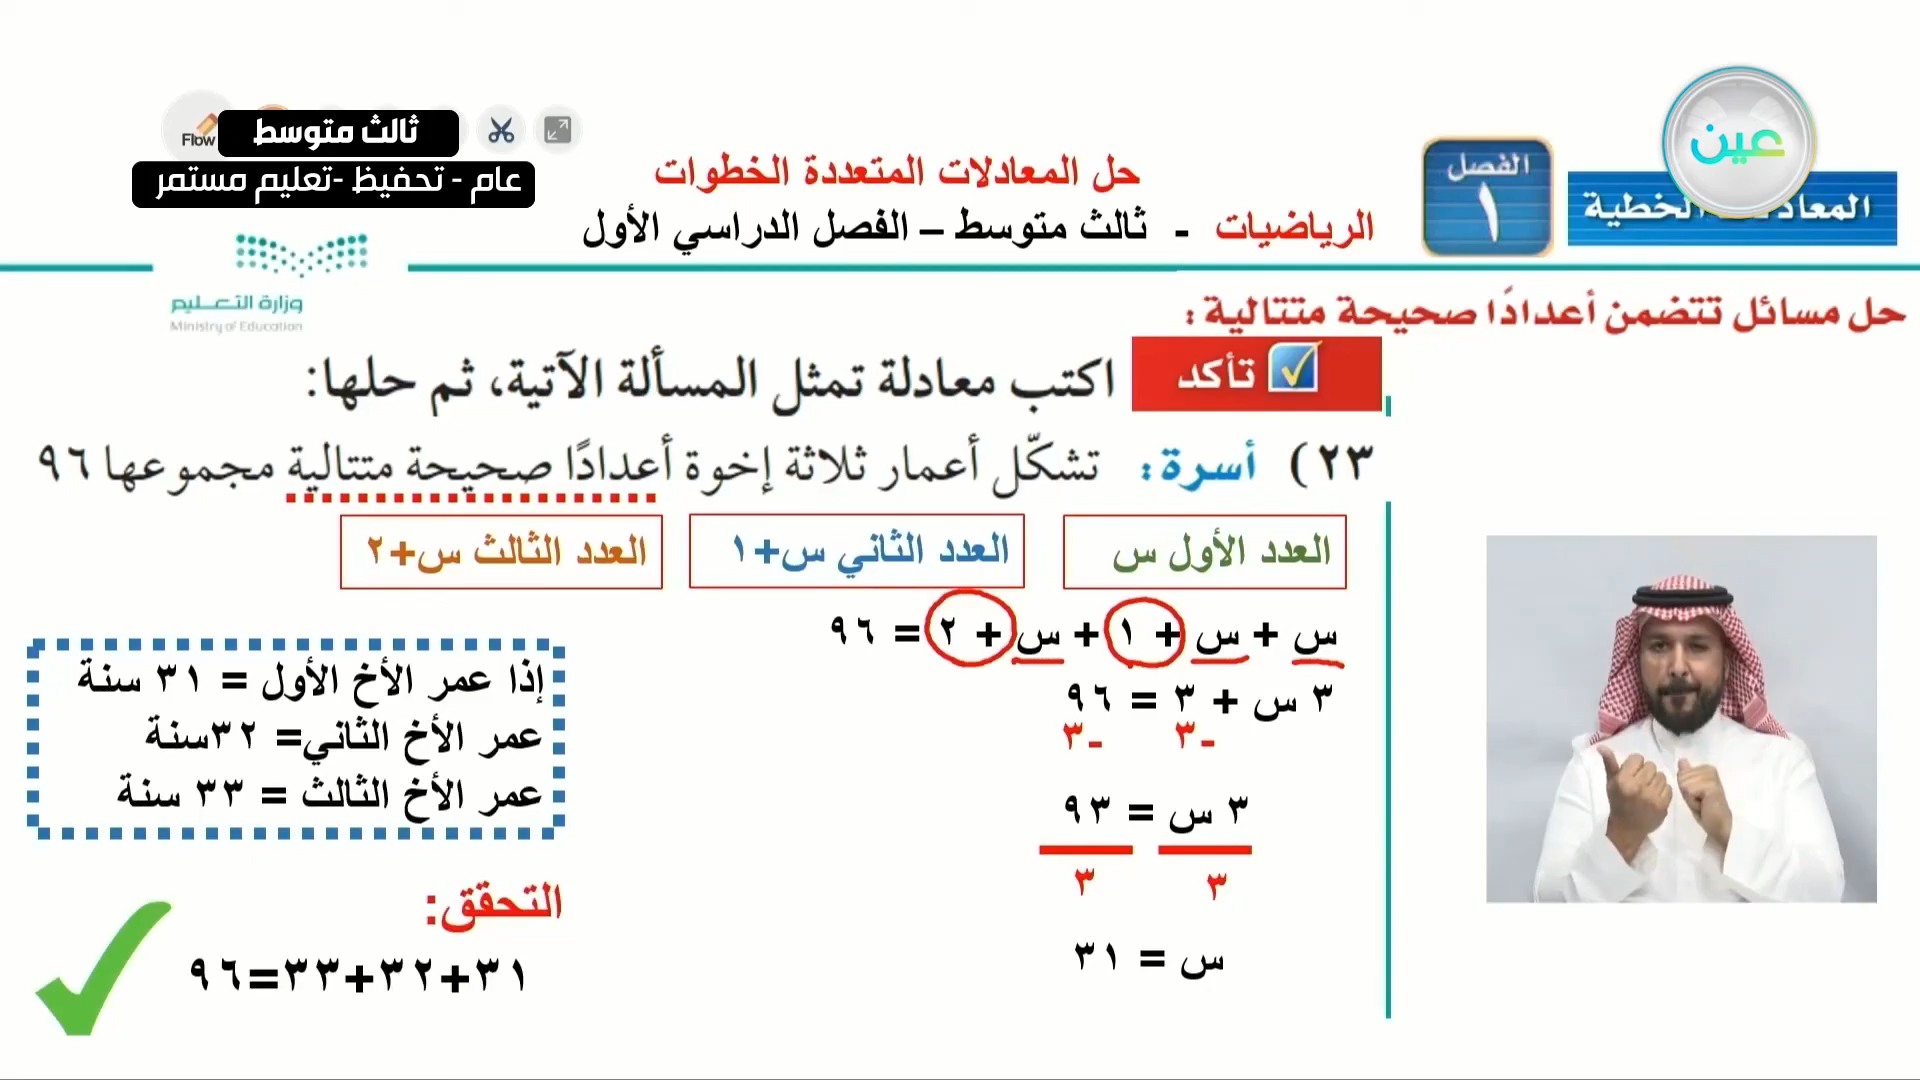 عين
ثالث متوسط
Flow
عام - تحفيظ -تعليم مستمر
حل المعادلات المتعددة الخطوات
الرياضيات - ثالث متوسط – الفصل الدراسي الأول
الفصل
١
وزارة التعليم
Ministry of Education
حل مسائل تتضمن أعدادًا صحيحة متتالية :
تأكد
اكتب معادلة تمثل المسألة الآتية، ثم حلها:
٢٣) أسرة: تشكّل أعمار ثلاثة إخوة أعدادًا صحيحة متتالية مجموعها ٩٦
العدد الأول س
العدد الثاني س+١
العدد الثالث س+٢
س + س + ١ + س + ٢ = ٩٦
٣ س + ٣ = ٩٦
-٣ -٣
٣ س = ٩٣
٣ ٣
س = ٣١
إذا عمر الأخ الأول = ٣١ سنة
عمر الأخ الثاني= ٣٢سنة
عمر الأخ الثالث = ٣٣ سنة
التحقق:
٣١+٣٢+٣٣=٩٦